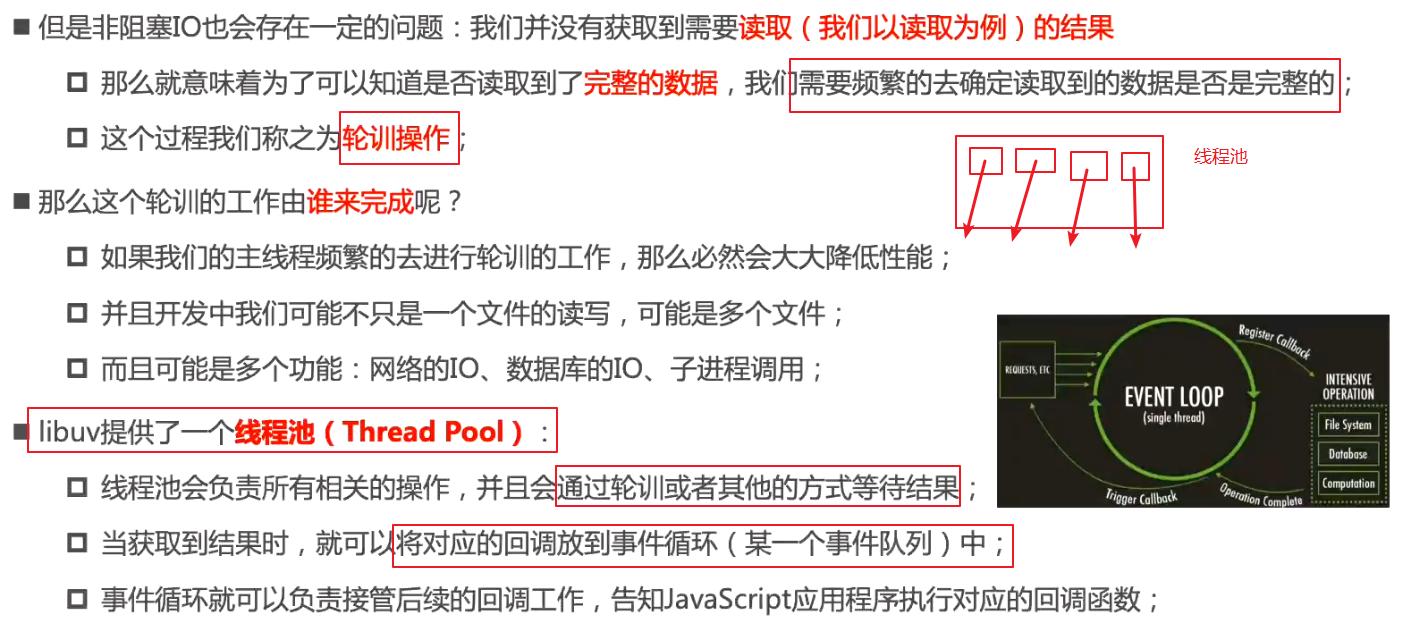 但是非阻塞IO也会存在一定的问题：我们并没有获取到需要读取（我们以读取为例）的结果
那么就意味着为了可以知道是否读取到了完整的数据，我们需要频繁的去确定读取到的数据是否是完整的；
这个过程我们称之为轮训操作；
线程池
那么这个轮训的工作由谁来完成呢？
如果我们的主线程频繁的去进行轮训的工作，那么必然会大大降低性能；
并且开发中我们可能不只是一个文件的读写，可能是多个文件；
而且可能是多个功能：网络的IO、数据库的IO、子进程调用；
libuv提供了一个线程池（Thread Pool）：
线程池会负责所有相关的操作，并且会通过轮训或者其他的方式等待结果；
当获取到结果时，就可以将对应的回调放到事件循环（某一个事件队列）中；
事件循环就可以负责接管后续的回调工作，告知JavaScript应用程序执行对应的回调函数；
REQUESTS, ETC
EVENT LOOP
(single thread)
Register Callback
INTENSIVE
OPERATION
File System
Database
Computation
Trigger Callback
Operation Complete